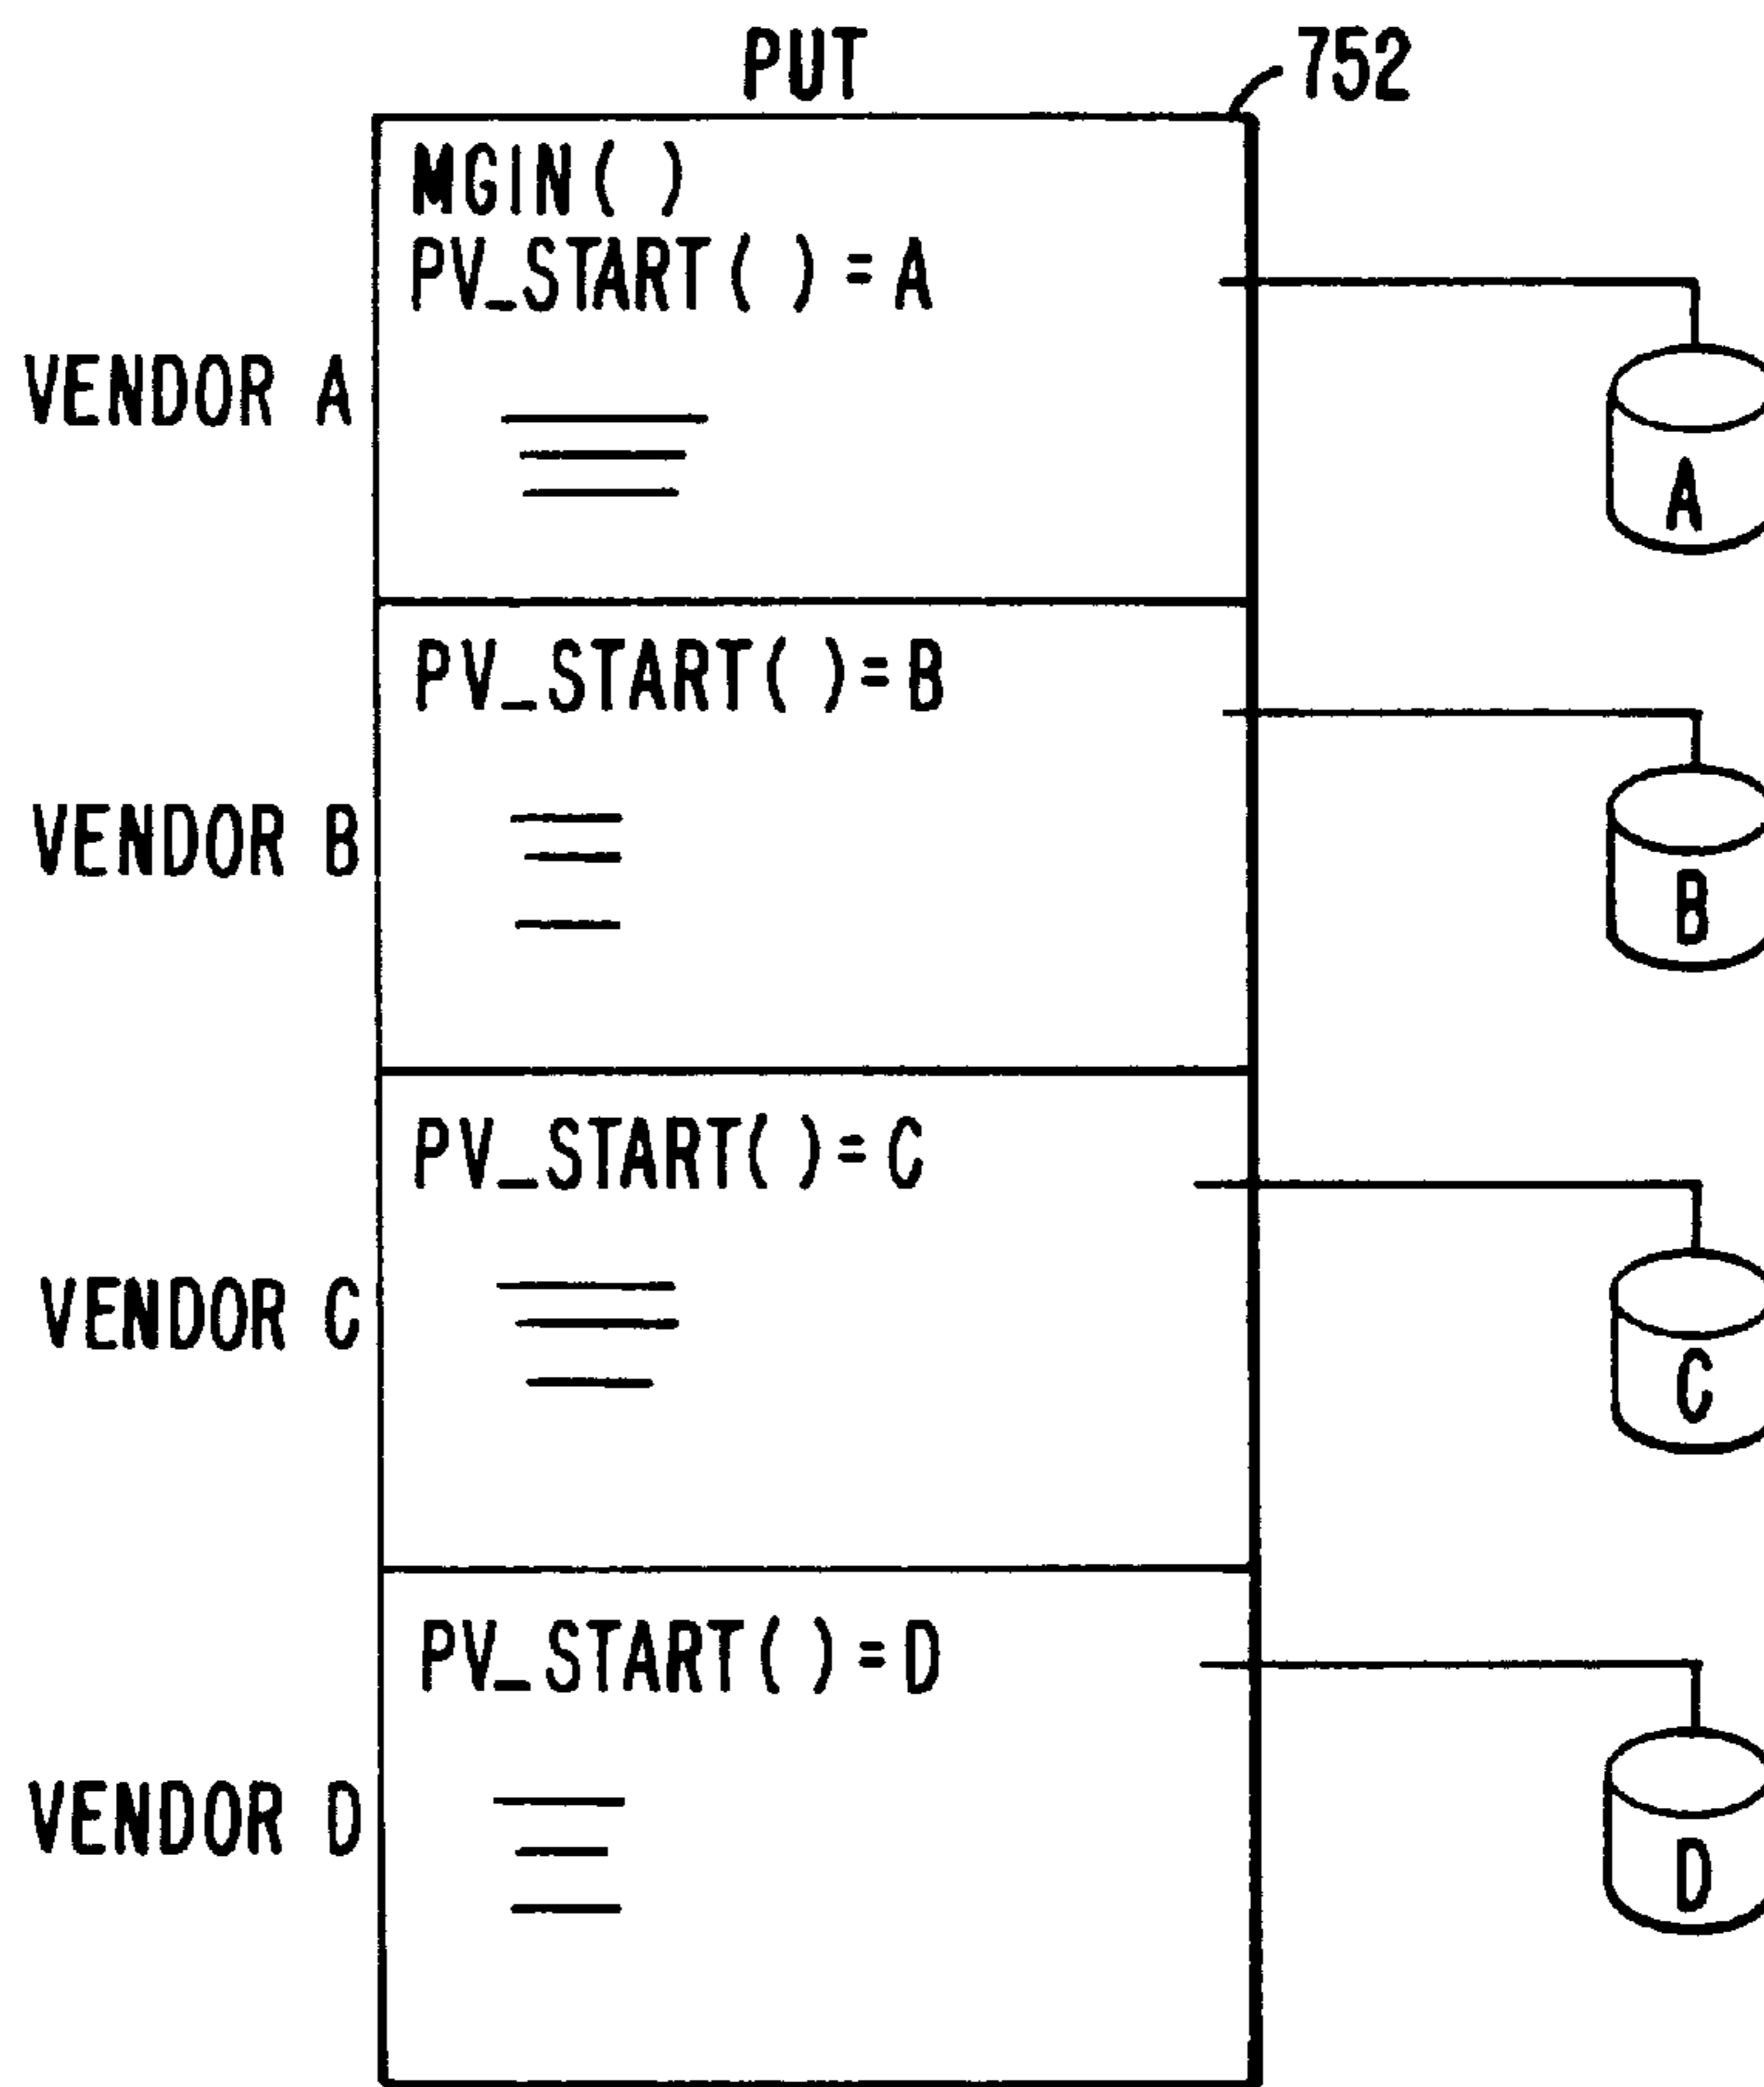 PUT
752
MGIN( )
PV_START( )=A
VENDOR A
A
PV_START( )=B
VENDOR B
B
PV_START( )=C
VENDOR C
C
PV_START( )=D
VENDOR D
D